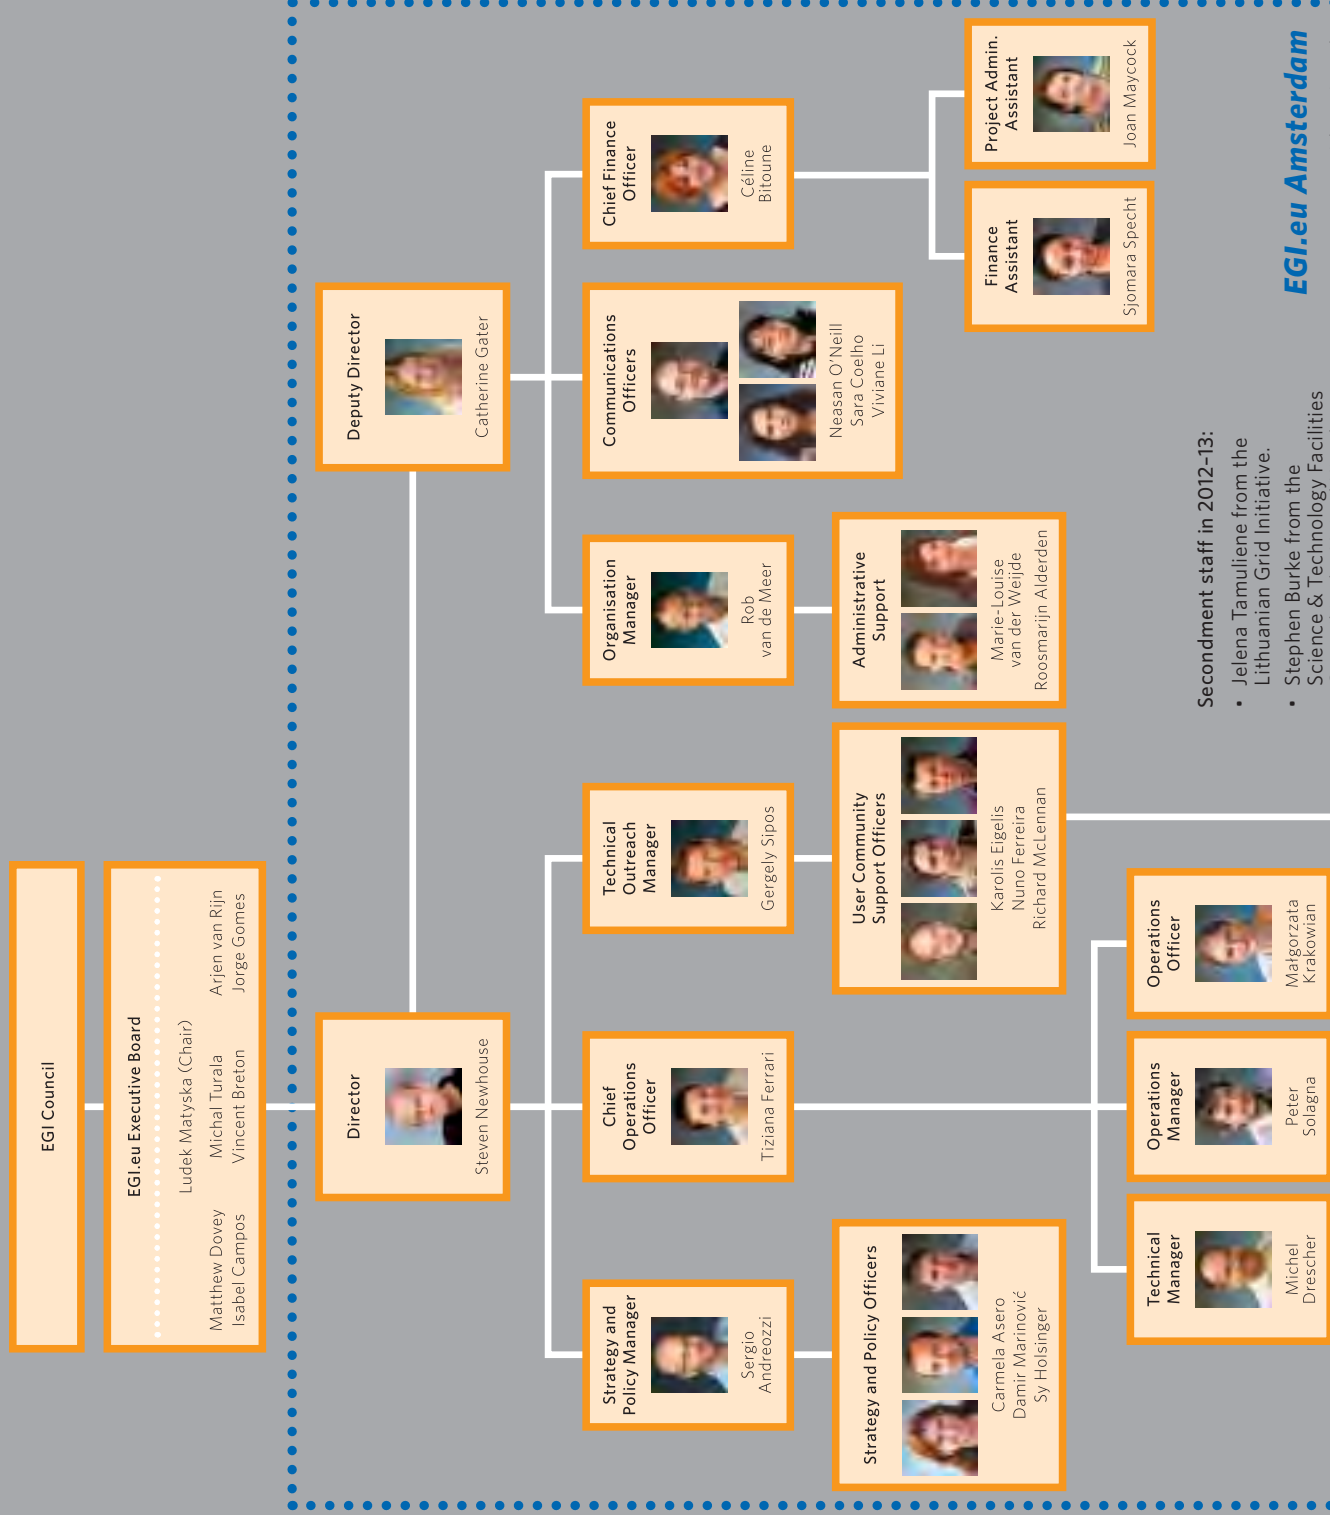 EGI Council
EGI.eu Executive Board
Ludek Matyska (Chair)
Matthew Dovey
Isabel Campos
Michal Turala
Vincent Breton
Arjen van Rijn
Jorge Gomes
Director
Steven Newhouse
Deputy Director
Catherine Gater
Strategy and
Policy Manager
Sergio
Andreozzi
Chief
Operations
Officer
Tiziana Ferrari
Technical
Outreach
Manager
Gergely Sipos
Organisation
Manager
Rob
van de Meer
Communications
Officers
Neasan O'Neill
Sara Coelho
Viviane Li
Chief Finance
Officer
Céline
Bitoune
Strategy and Policy Officers
Carmela Asero
Damir Marinović
Sy Holsinger
User Community
Support Officers
Karolis Eigelis
Nuno Ferreira
Richard McLennan
Administrative
Support
Marie-Louise
van der Weijde
Roosmarijn Alderden
Finance
Assistant
Sjomara Specht
Project Admin.
Assistant
Joan Maycock
Technical
Manager
Michel
Drescher
Operations
Manager
Peter
Solagna
Operations
Officer
Małgorzata
Krakowian
Secondment staff in 2012-13:
• Jelena Tamuliene from the
Lithuanian Grid Initiative.
• Stephen Burke from the
Science & Technology Facilities
EGI.eu Amsterdam